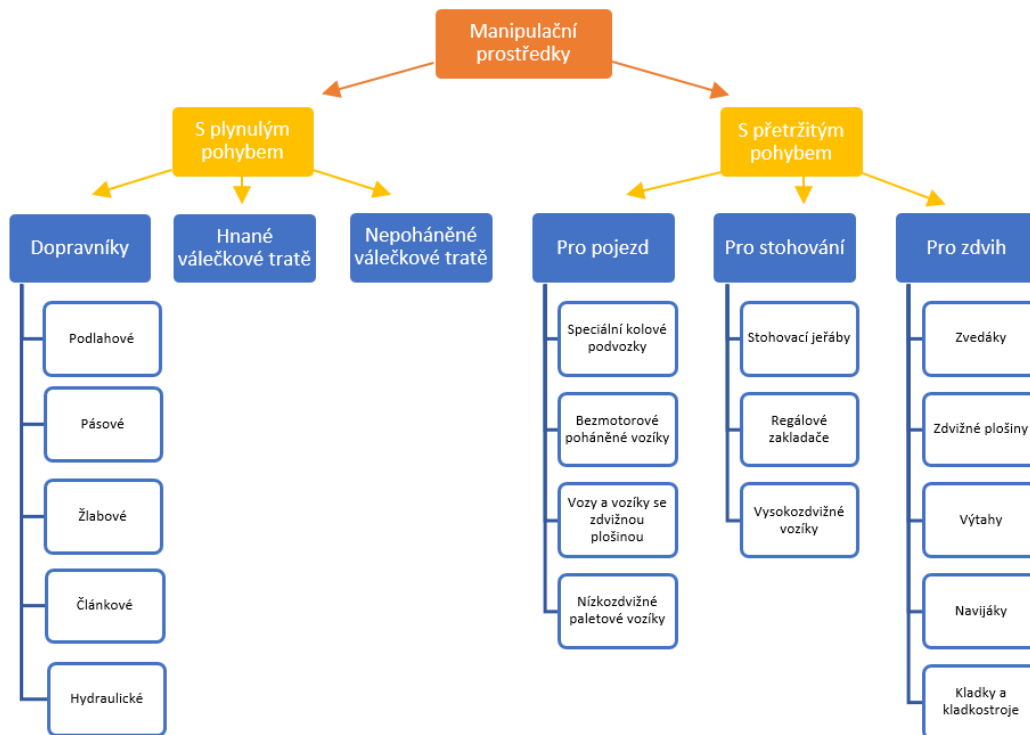 Manipulační
prostředky
S plynulým
pohybem
S přetržitým
pohybem
Dopravníky
Hnané
válečkové tratě
Nepoháněné
válečkové tratě
Pro pojezd
Pro stohování
Pro zdvih
Podlahové
Pásové
Žlabové
Článkové
Hydraulické
Speciální kolové
podvozky
Bezmotorové
poháněné vozíky
Vozy a vozíky se
zdvižnou
plošinou
Nízkozdvižné
paletové vozíky
Stohovací jeřáby
Regálové
zakladače
Vysokozdvižné
vozíky
Zvedáky
Zdvižné plošiny
Výtahy
Navijáky
Kladky a
kladkostroje